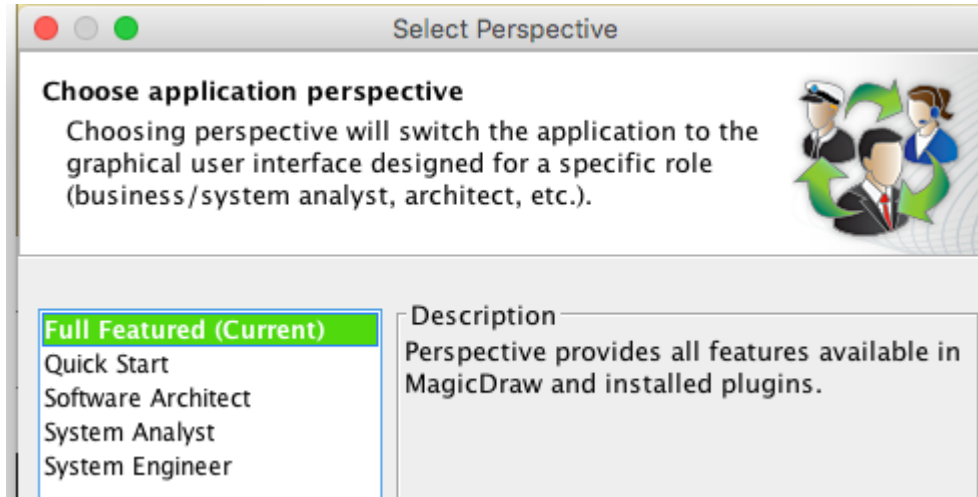 Select Perspective
Choose application perspective
Choosing perspective will switch the application to the
graphical user interface designed for a specific role
(business/system analyst, architect, etc.).
Full Featured (Current)
Quick Start
Software Architect
System Analyst
System Engineer
Description
Perspective provides all features available in
MagicDraw and installed plugins.